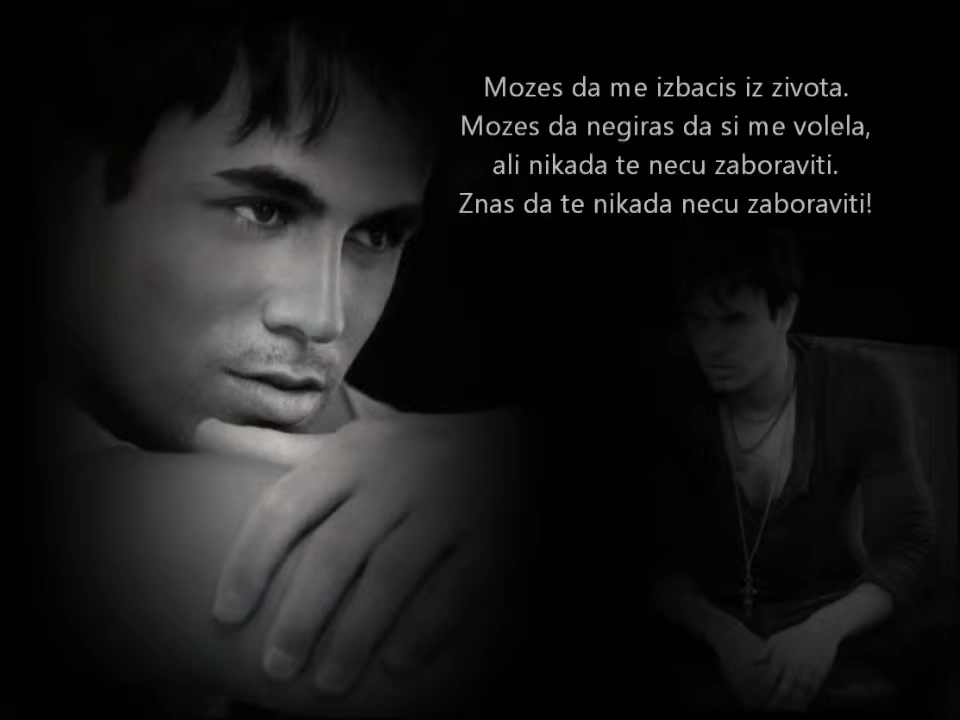 Mozes da me izbacis iz zivota.
Mozes da negiras da si me volela,
ali nikada te necu zaboraviti.
Znas da te nikada necu zaboraviti!